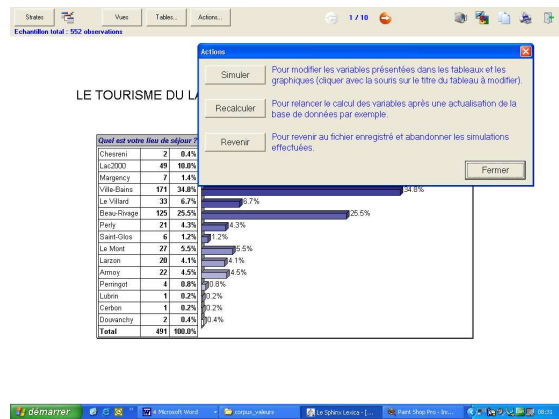 Strates Vues Tables... Actions... 1 / 10
Echantillon total : 552 observations
Actions
Simuler Pour modifier les variables présentées dans les tableaux et les
graphiques (cliquer avec la souris sur le titre du tableau à modifier).
Recalculer Pour relancer le calcul des variables après une actualisation de la
base de données par exemple.
Revenir Pour revenir au fichier enregistré et abandonner les simulations
effectuées.
Fermer
LE TOURISME DU LA
Quel est votre lieu de séjour ?
Chesreni 2 0.4%
Lac2000 49 10.0%
Margency 7 1.4%
Ville-Bains 171 34.8% 34.8%
Le Villard 33 6.7% 6.7%
Beau-Rivage 125 25.5% 25.5%
Perly 21 4.3% 4.3%
Saint-Glos 6 1.2% 1.2%
Le Mont 27 5.5% 5.5%
Larzon 20 4.1% 4.1%
Armoy 22 4.5% 4.5%
Perringot 4 0.8% 0.8%
Lubrin 1 0.2% 0.2%
Cerbon 1 0.2% 0.2%
Douvanchy 2 0.4% 0.4%
Total 491 100.0%
démarrer 4 Microsoft Word corpus_valeurs Le Sphinx Lexica - [... Paint Shop Pro - Im... 08:31